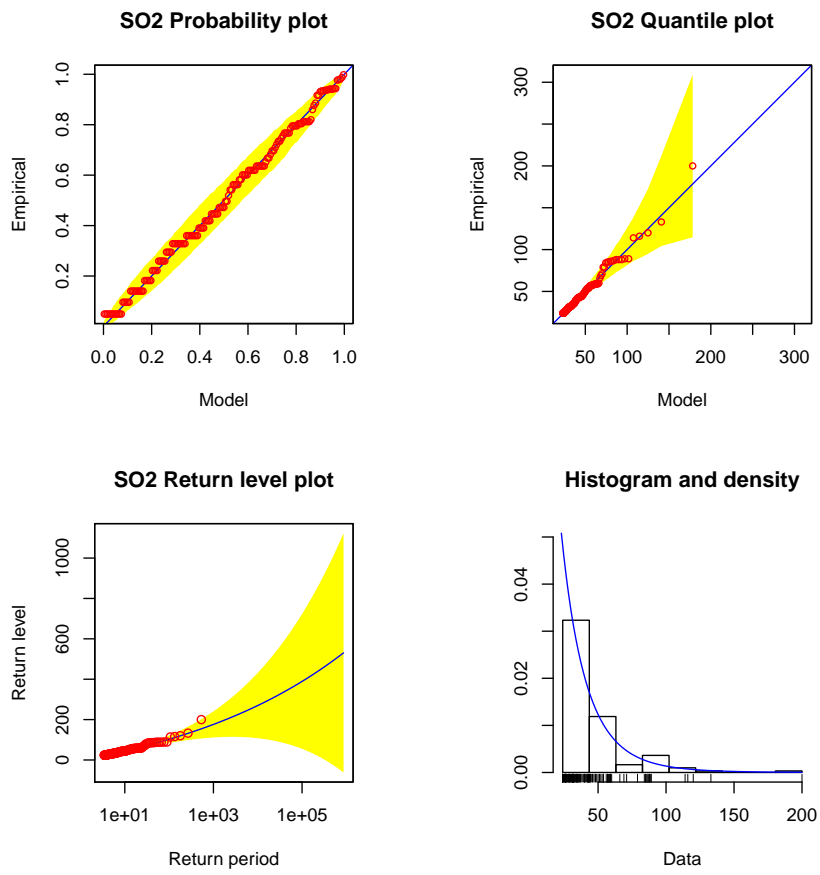 SO2 Probability plot
Empirical
1.0
0.8
0.6
0.4
0.2
0.0 0.2 0.4 0.6 0.8 1.0
Model
SO2 Quantile plot
Empirical
300
200
100
50
50 100 200 300
Model
SO2 Return level plot
Return level
1000
600
200
0
1e+01 1e+03 1e+05
Return period
Histogram and density
0.04
0.02
0.00
50 100 150 200
Data